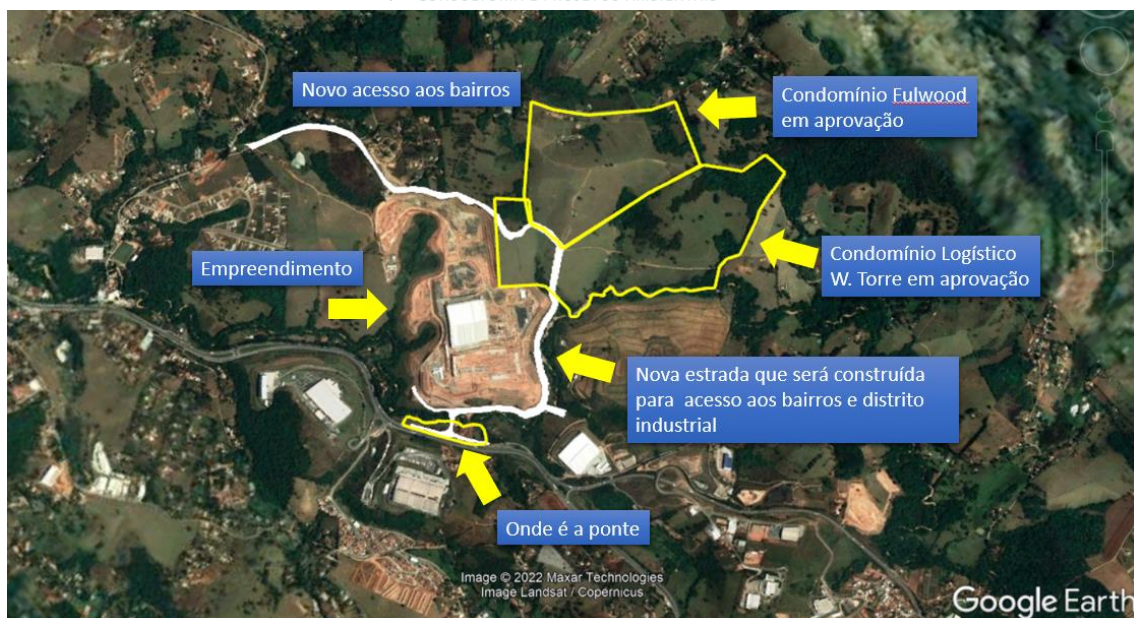 Novo acesso aos bairros
Condomínio Fulwood
em aprovação
Empreendimento
Condomínio Logístico
W. Torre em aprovação
Nova estrada que será construída
para acesso aos bairros e distrito
industrial
Onde é a ponte
Image © 2022 Maxar Technologies
Image Landsat / Copernicus
Google Earth